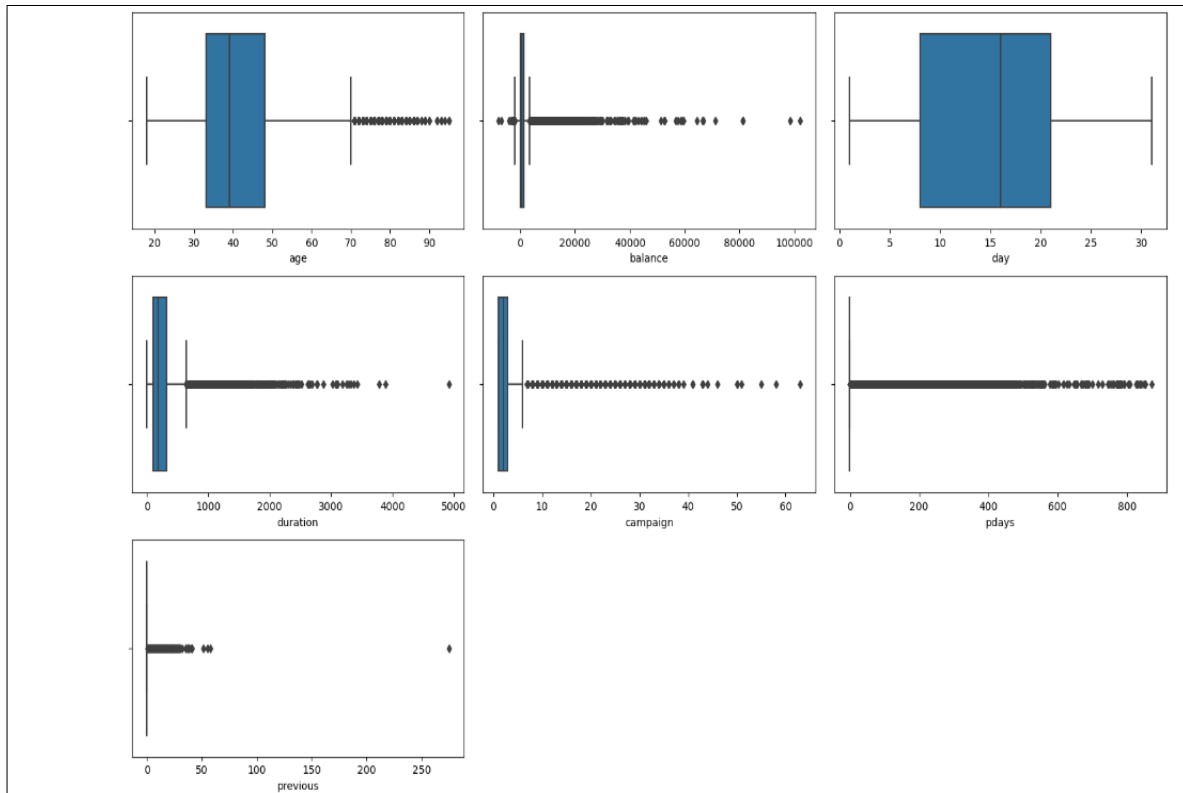 20 30 40 50 60 70 80 90
age
0 20000 40000 60000 80000 100000
balance
0 5 10 15 20 25 30
day
0 1000 2000 3000 4000 5000
duration
0 10 20 30 40 50 60
campaign
0 200 400 600 800
pdays
0 50 100 150 200 250
previous